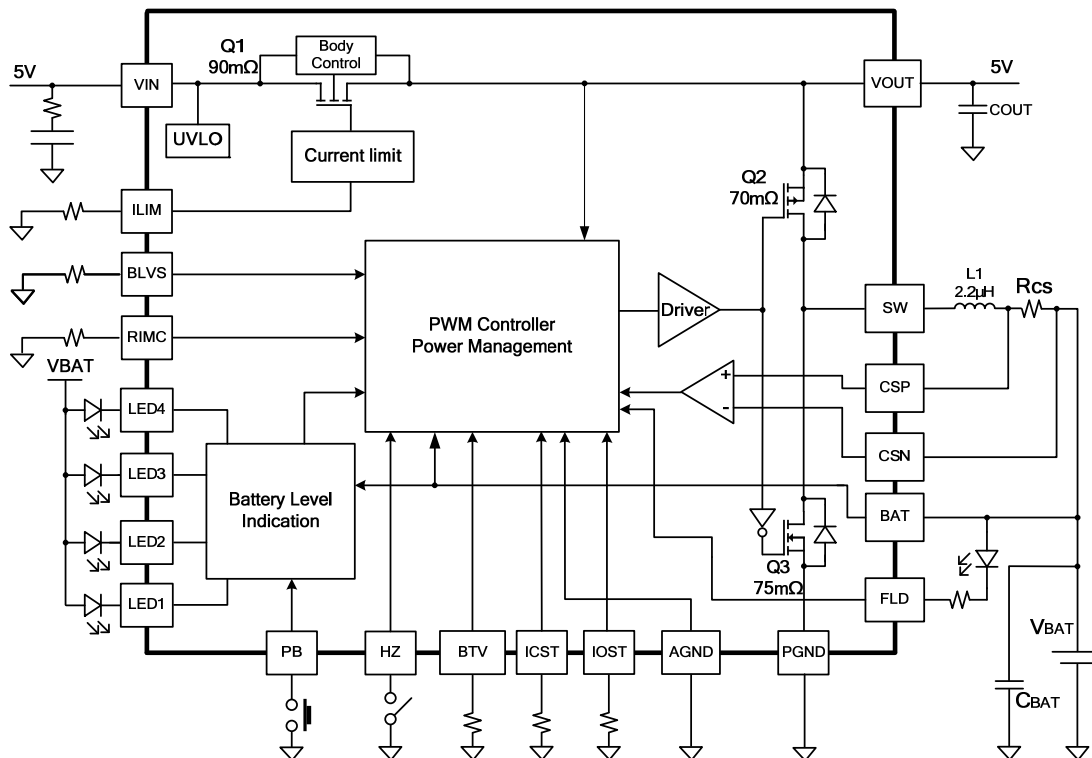 Q1
90mΩ
Body
Control
5V
VIN
VOUT
5V
COUT
UVLO
Current limit
ILIM
Q2
70mΩ
BLVS
RIMC
PWM Controller
Power Management
Driver
SW
L1
2.2µH
Rcs
VBAT
LED4
LED3
LED2
LED1
Battery Level
Indication
+
-
CSP
CSN
BAT
FLD
Q3
75mΩ
PB
HZ
BTV
ICST
IOST
AGND
PGND
VBAT
CBAT